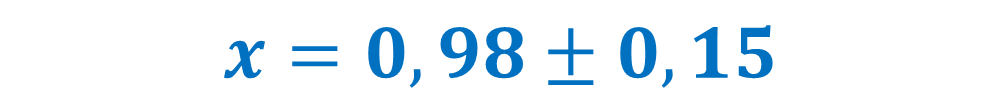 x = 0,98 ± 0,15